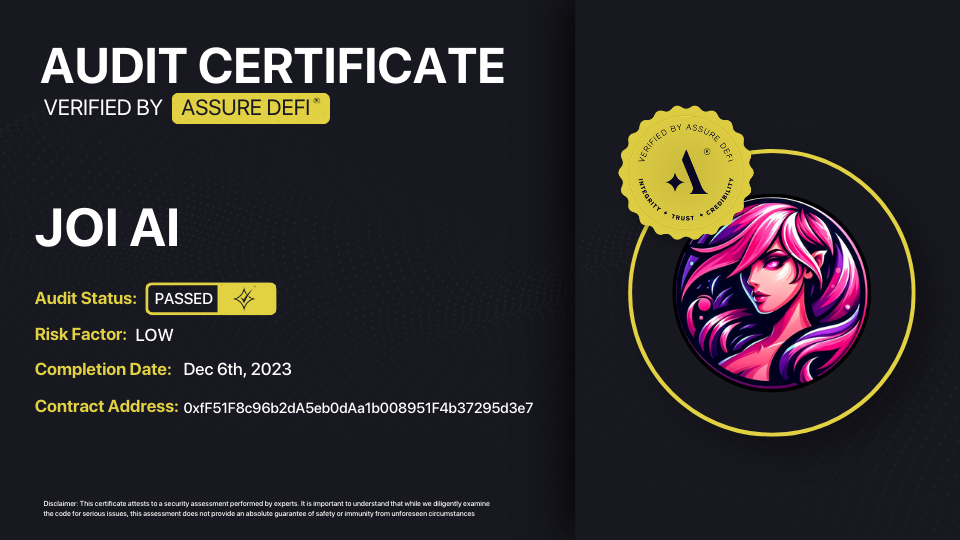 AUDIT CERTIFICATE
VERIFIED BY ASSURE DEFI ®
JOI AI
Audit Status: PASSED
Risk Factor: LOW
Completion Date: Dec 6th, 2023
Contract Address: 0xfF51F8c96b2dA5eb0dAa1b008951F4b37295d3e7
Disclaimer: This certificate attests to a security assessment performed by experts. It is important to understand that while we diligently examine
the code for serious issues, this assessment does not provide an absolute guarantee of safety or immunity from unforeseen circumstances
VERIFIED BY ASSURE DEFI
®
INTEGRITY ✦ TRUST ✦ CREDIBILITY